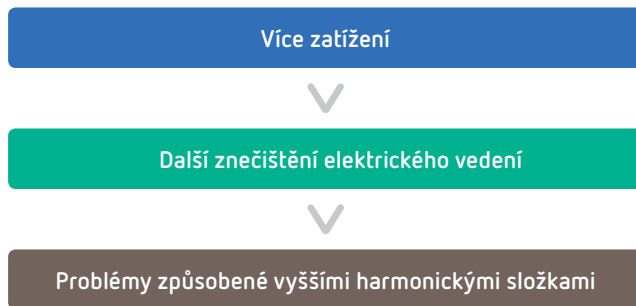 Více zatížení
Další znečištění elektrického vedení
Problémy způsobené vyššími harmonickými složkami